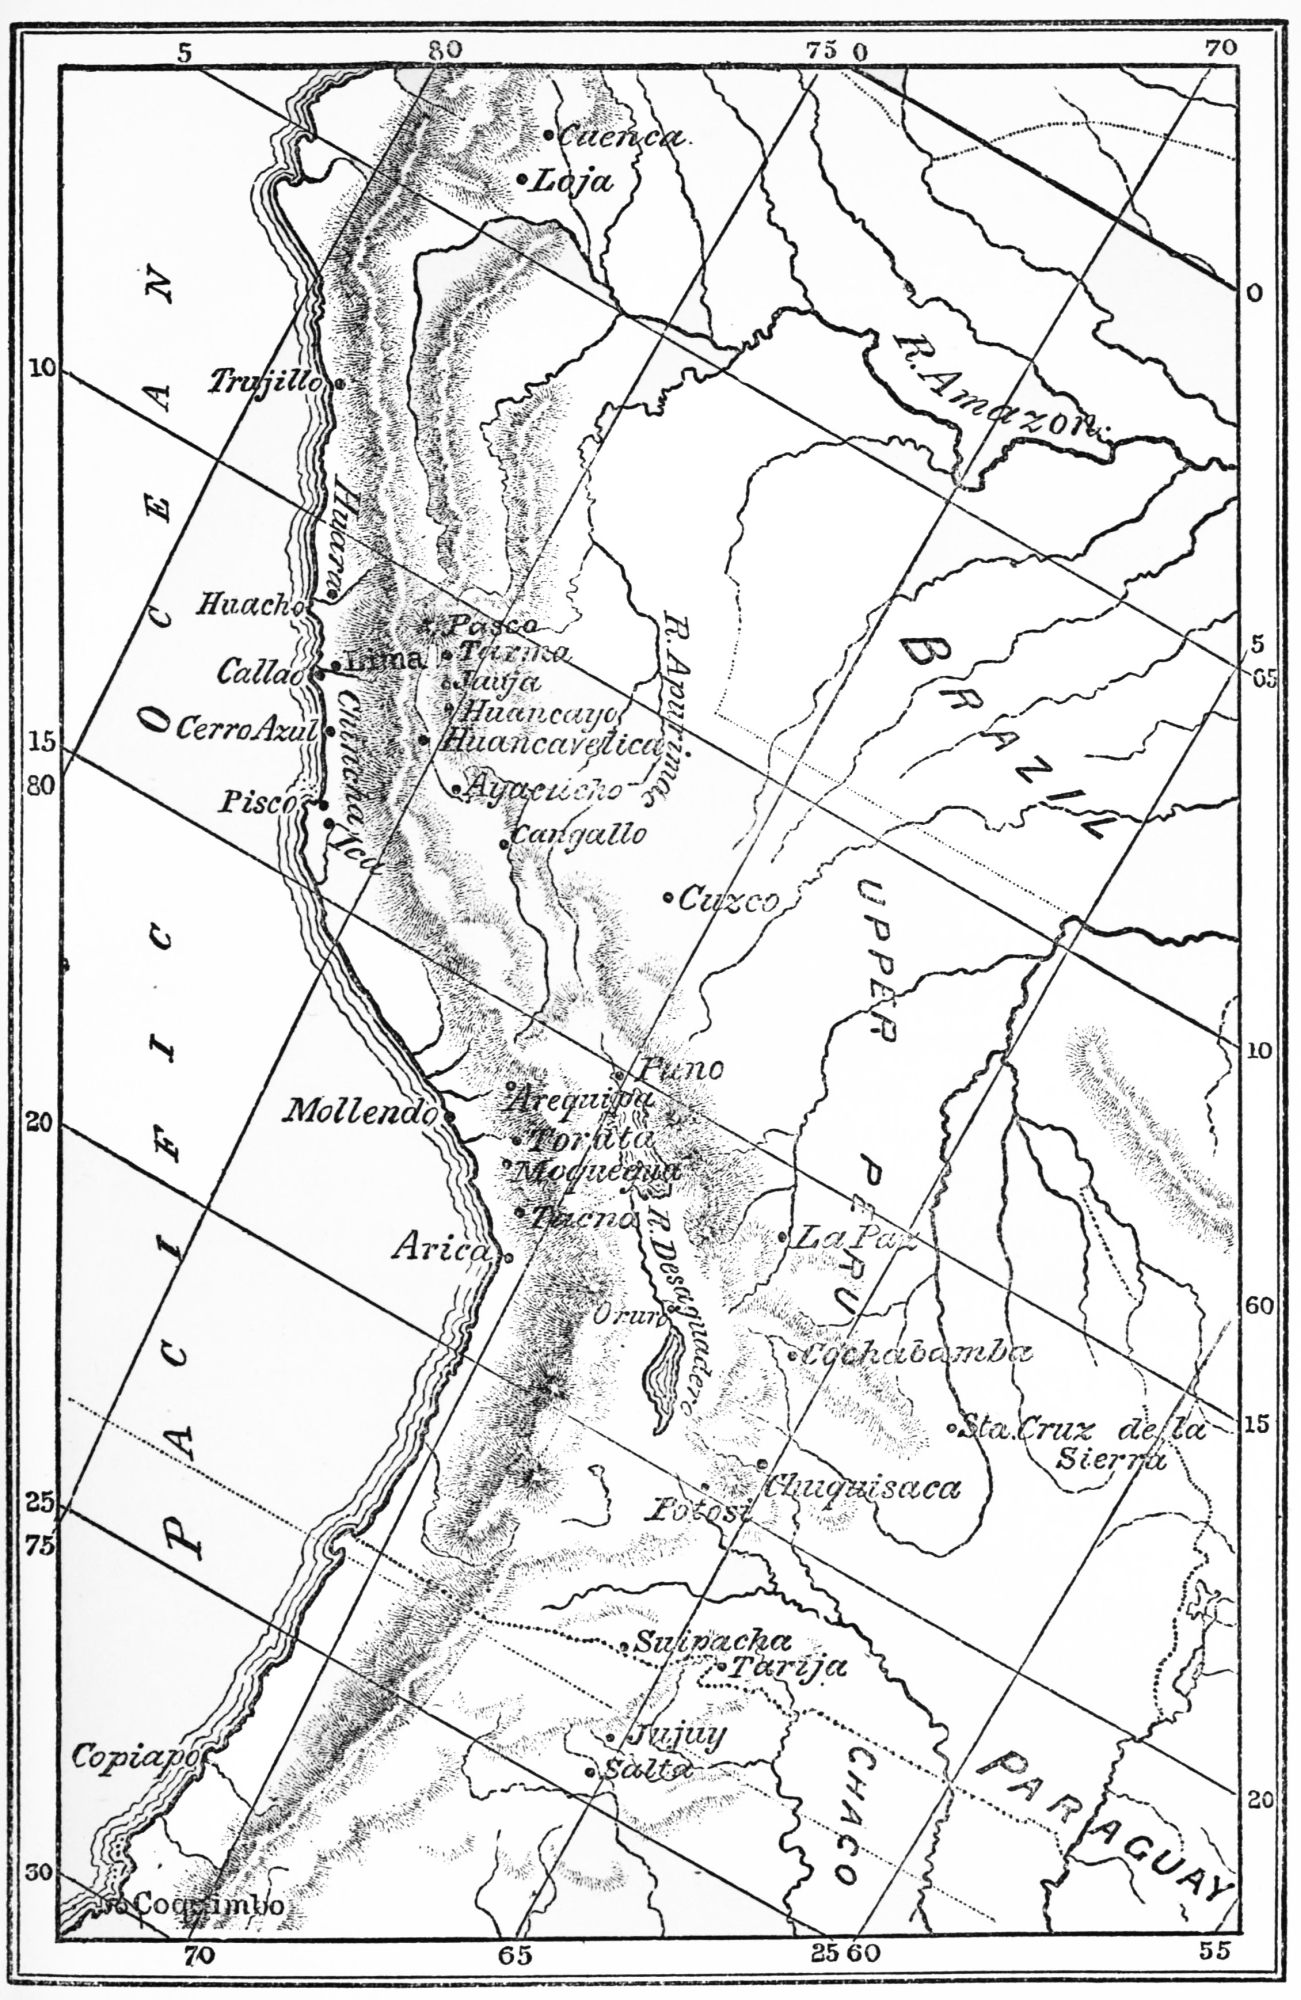 5 80 75 0 70
Cuenca.
Loja
0
R. Amazon.
10
Trujillo
Huara
Huacho
Pasco
Lima
Tarma
Callao
Jauja
R. Apurimac
5
65
BRAZIL
Chincha
Huancayo
Cerro Azul
Huancavelica
15
80
Ayacucho
Pisco
Ica
Cangallo
Cuzco
UPPER PERU
PACIFIC OCEAN
10
Puno
Arequipa
Mollendo
20
Torata
Moquegua
Tacna
Arica
R. Desaguadero
La Paz
Oruro
60
Cochabamba
15
Sta. Cruz de la
Sierra
Chuquisaca
Potosi
25
75
Suipacha
Tarija
Jujuy
Salta
Copiapo
CHACO
PARAGUAY
20
30
Coquimbo
70 65 25 60 55